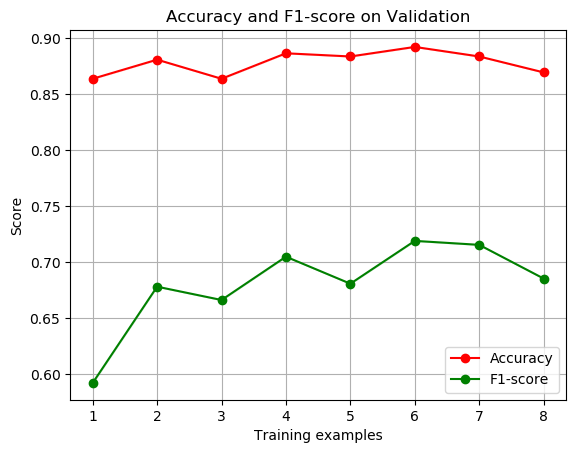 Accuracy and F1-score on Validation
0.90
0.85
0.80
0.75
0.70
0.65
0.60
Score
Accuracy
F1-score
1 2 3 4 5 6 7 8
Training examples